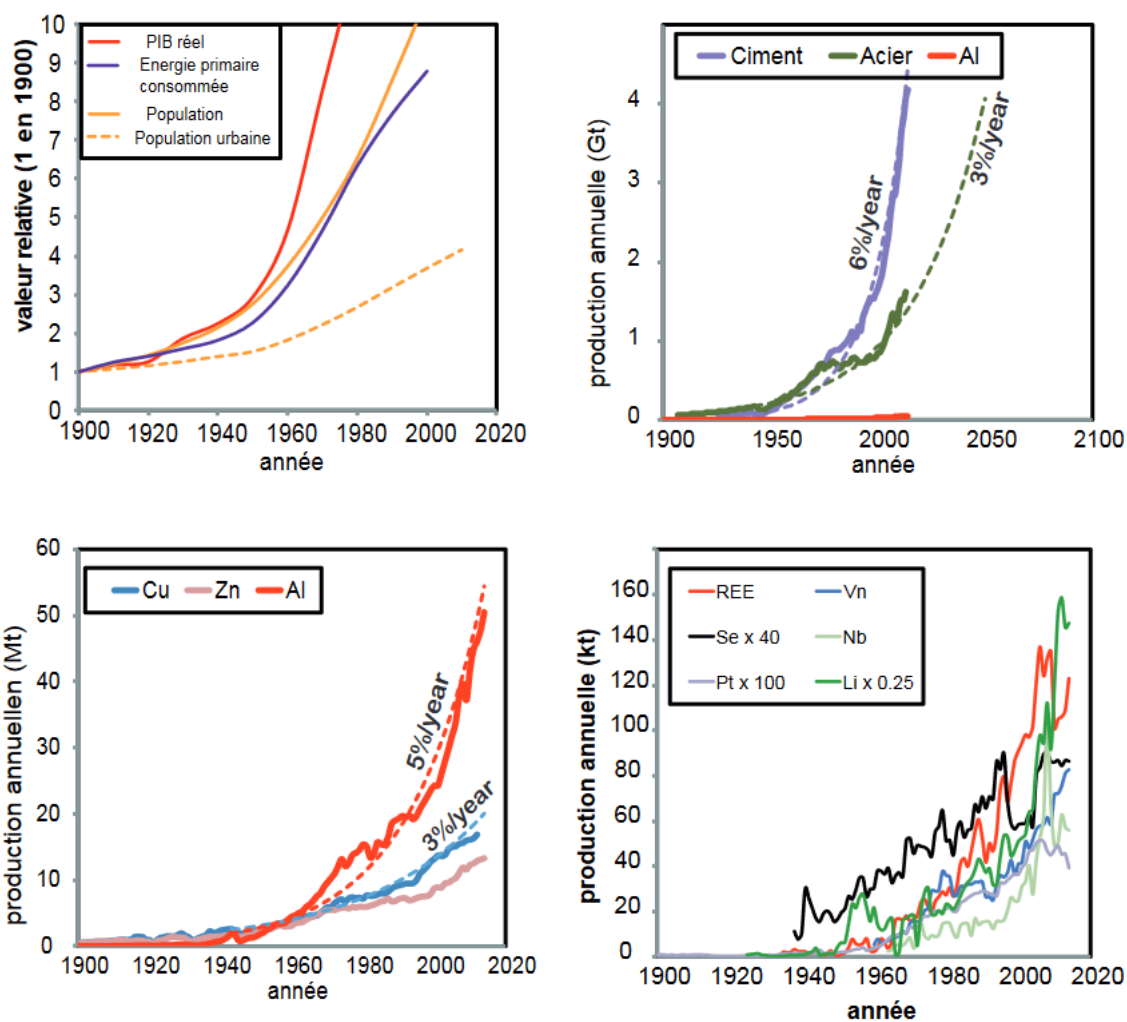 valeur relative (1 en 1900)
10
9
8
7
6
5
4
3
2
1
0
PIB réel
Energie primaire
consommée
Population
Population urbaine
1900 1920 1940 1960 1980 2000 2020
année
production annuelle (Gt)
4
3
2
1
0
Ciment Acier Al
6%/year
3%/year
1900 1950 2000 2050 2100
année
production annuellen (Mt)
60
50
40
30
20
10
0
Cu Zn Al
5%/year
3%/year
1900 1920 1940 1960 1980 2000 2020
année
production annuelle (kt)
160
140
120
100
80
60
40
20
0
REE Vn
Se x 40 Nb
Pt x 100 Li x 0.25
1900 1920 1940 1960 1980 2000 2020
année